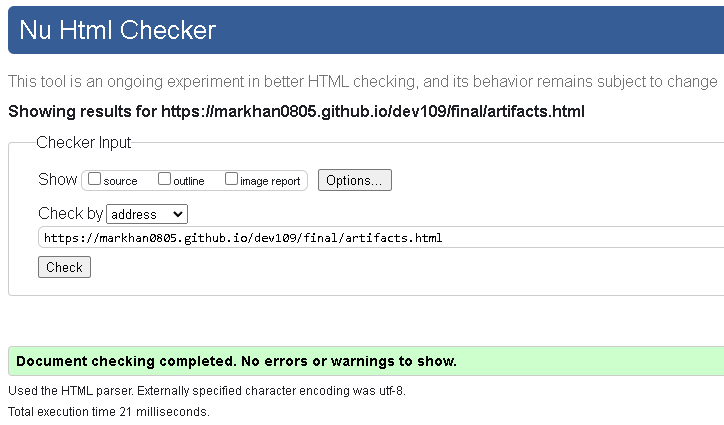 Nu Html Checker
This tool is an ongoing experiment in better HTML checking, and its behavior remains subject to change
Showing results for https://markhan0805.github.io/dev109/final/artifacts.html
Checker Input
Show source outline image report Options...
Check by address
https://markhan0805.github.io/dev109/final/artifacts.html
Check
Document checking completed. No errors or warnings to show.
Used the HTML parser. Externally specified character encoding was utf-8.
Total execution time 21 milliseconds.